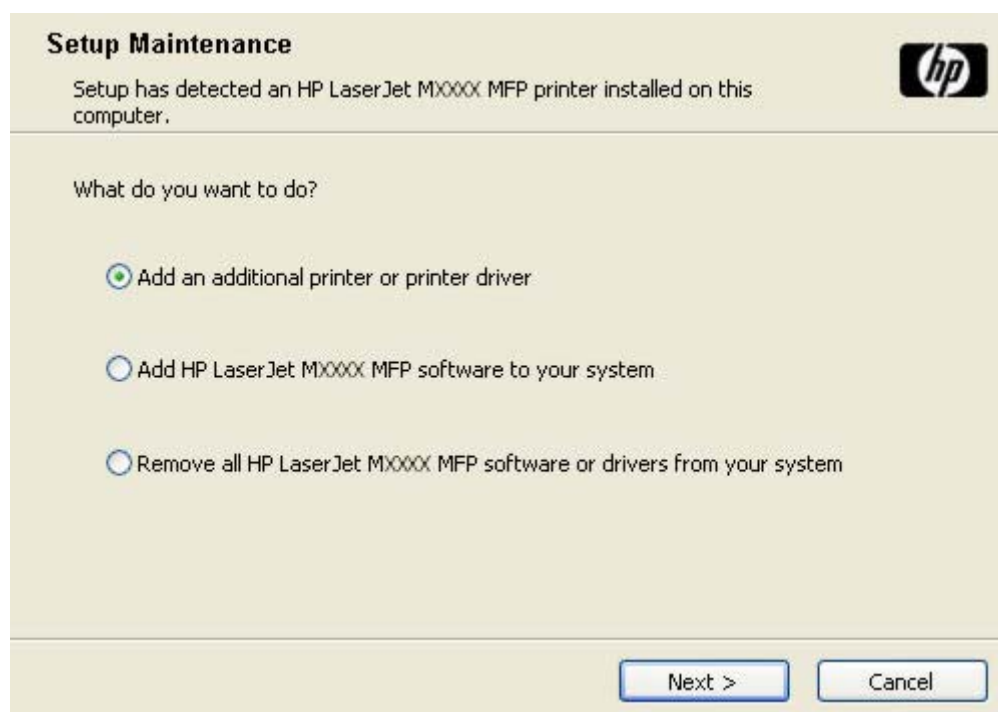 Setup Maintenance
Setup has detected an HP LaserJet MXXXX MFP printer installed on this
computer.
hp
What do you want to do?
Add an additional printer or printer driver
Add HP LaserJet MXXXX MFP software to your system
Remove all HP LaserJet MXXXX MFP software or drivers from your system
Next >
Cancel